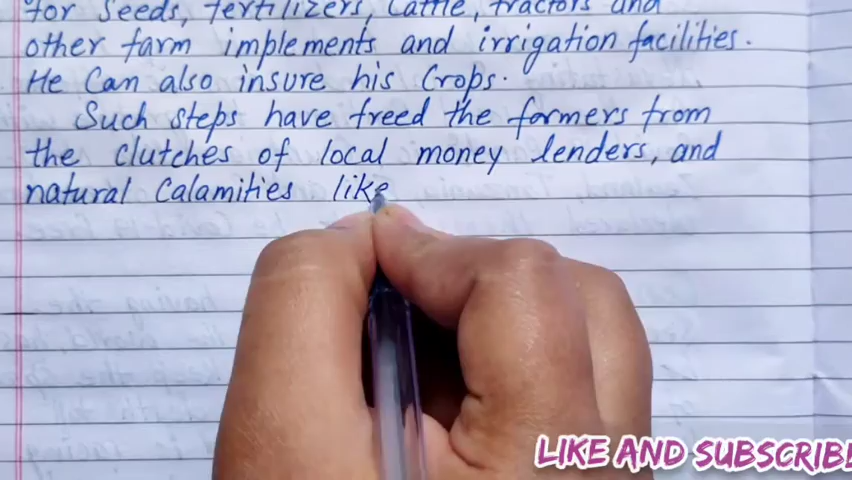 for Seeds, fertilizers, Cattle, tractors and
other farm implements and irrigation facilities.
He Can also insure his Crops.
Such steps have freed the farmers from
the clutches of local money lenders, and
natural Calamities like
LIKE AND SUBSCRIBE